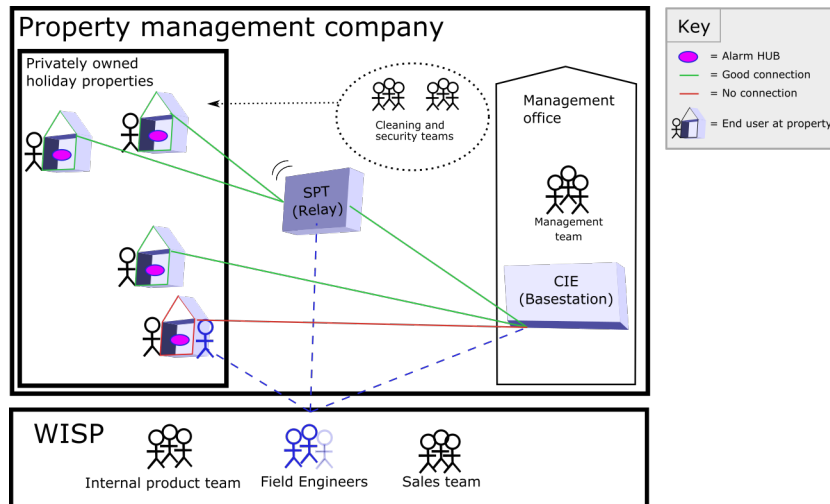 Property management company
Privately owned
holiday properties
Cleaning and
security teams
Management
office
SPT
(Relay)
Management
team
CIE
(Basestation)
WISP
Internal product team
Field Engineers
Sales team
Key
= Alarm HUB
= Good connection
= No connection
= End user at property